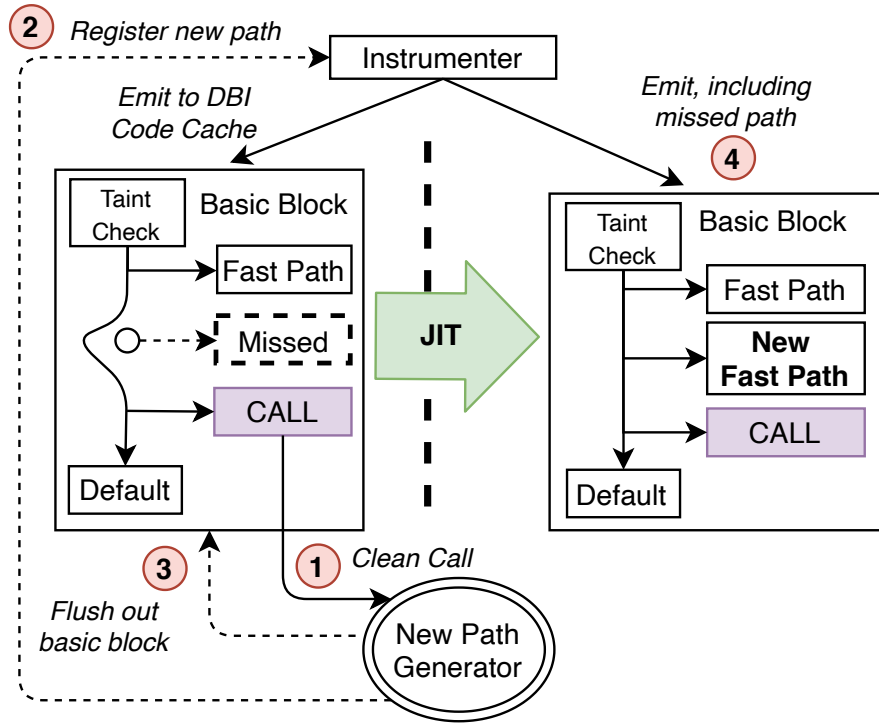 2
Register new path
Instrumenter
Emit to DBI
Code Cache
Emit, including
missed path
4
Taint
Check
Basic Block
Fast Path
Missed
CALL
Default
JIT
Taint
Check
Basic Block
Fast Path
New
Fast Path
CALL
Default
3
Flush out
basic block
1
Clean Call
New Path
Generator